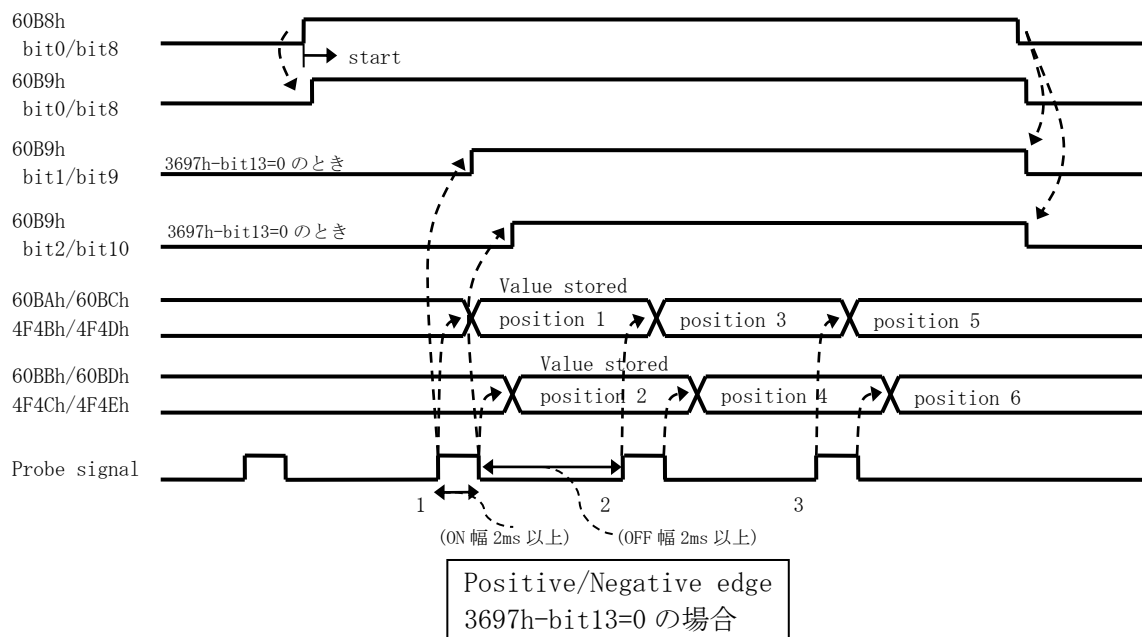 60B8h
bit0/bit8
start
60B9h
bit0/bit8
60B9h
bit1/bit9
3697h-bit13=0 のとき
60B9h
bit2/bit10
3697h-bit13=0 のとき
60BAh/60BCh
4F4Bh/4F4Dh
Value stored
position 1
position 3
position 5
60BBh/60BDh
4F4Ch/4F4Eh
Value stored
position 2
position 4
position 6
Probe signal
1
2
3
(ON 幅 2ms 以上)
(OFF 幅 2ms 以上)
Positive/Negative edge
3697h-bit13=0 の場合